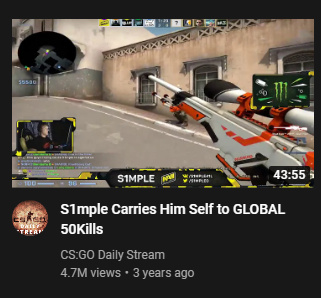 $5550
S1MPLE
43:55
S1mple Carries Him Self to GLOBAL
50Kills
CS:GO Daily Stream
4.7M views • 3 years ago